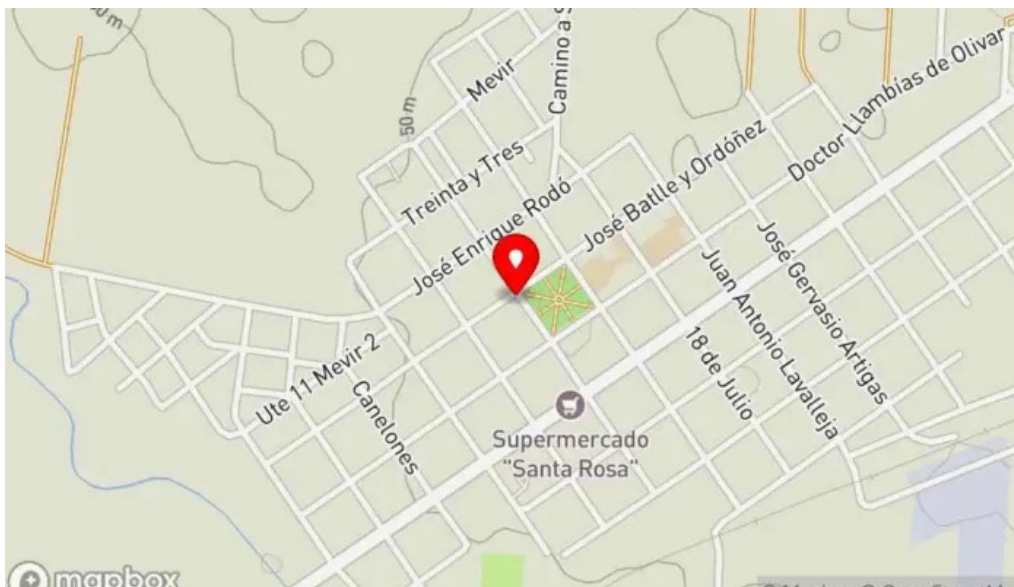 50 m
Mevir
Camino a S
Doctor Llambías de Olivar
50 m
Treinta y Tres
José Batlle y Ordóñez
José Enrique Rodó
José Gervasio Artigas
Juan Antonio Lavalleja
Ute 11 Mevir 2
18 de Julio
Canelones
Supermercado
"Santa Rosa"
mapbox